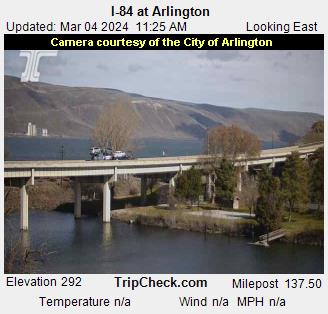 I-84 at Arlington
Updated: Mar 04 2024 11:25 AM Looking East
Camera courtesy of the City of Arlington
Elevation 292 TripCheck.com Milepost 137.50
Temperature n/a Wind n/a MPH n/a